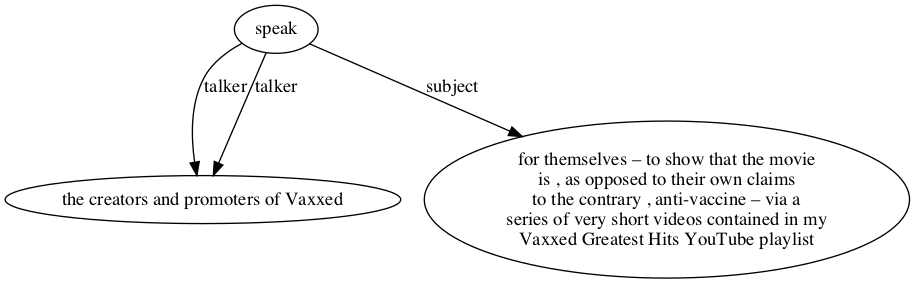 speak
talker
talker
subject
the creators and promoters of Vaxxed
for themselves – to show that the movie
is , as opposed to their own claims
to the contrary , anti-vaccine – via a
series of very short videos contained in my
Vaxxed Greatest Hits YouTube playlist